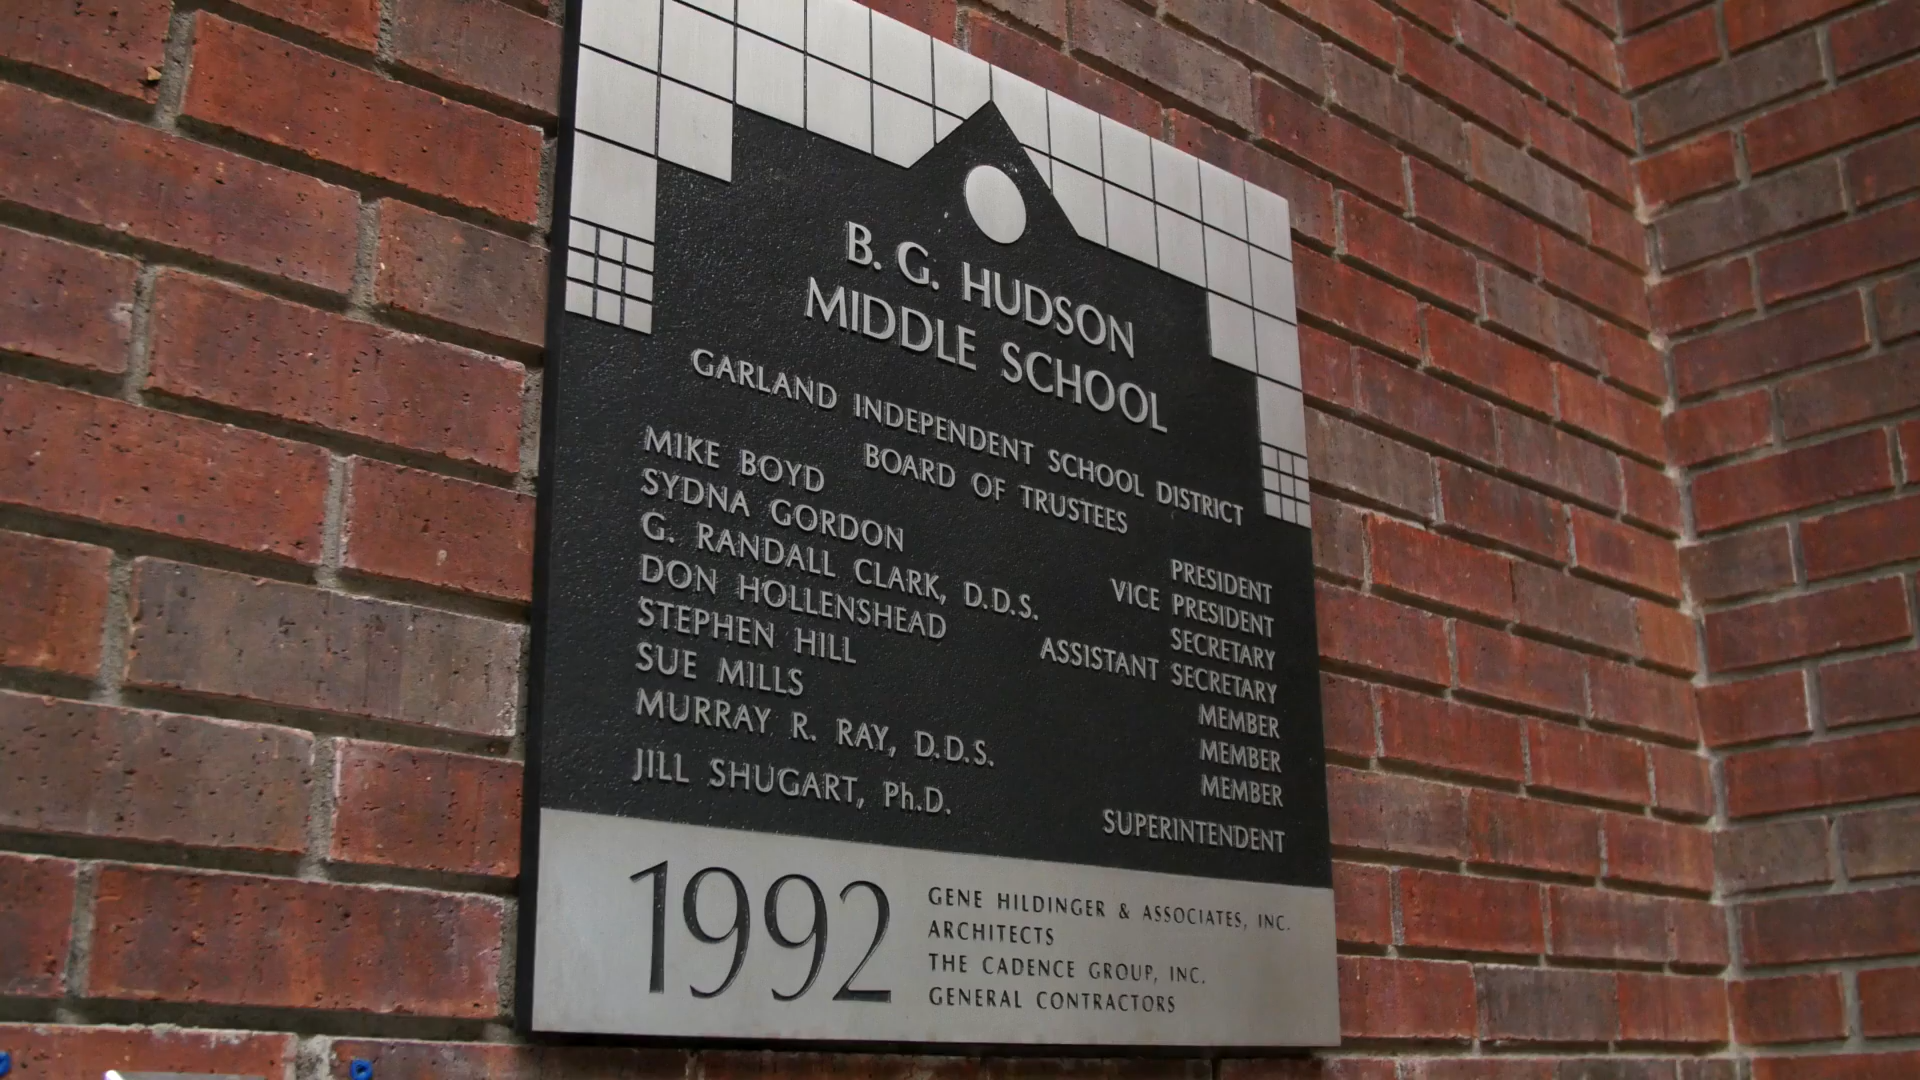 B. G. HUDSON
MIDDLE SCHOOL
GARLAND INDEPENDENT SCHOOL DISTRICT
BOARD OF TRUSTEES
MIKE BOYD PRESIDENT
SYDNA GORDON VICE PRESIDENT
G. RANDALL CLARK, D.D.S. SECRETARY
DON HOLLENSHEAD ASSISTANT SECRETARY
STEPHEN HILL MEMBER
SUE MILLS MEMBER
MURRAY R. RAY, D.D.S. MEMBER
JILL SHUGART, Ph.D. SUPERINTENDENT
1992
GENE HILDINGER & ASSOCIATES, INC.
ARCHITECTS
THE CADENCE GROUP, INC.
GENERAL CONTRACTORS